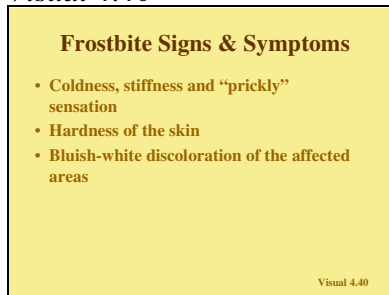 Frostbite Signs & Symptoms
• Coldness, stiffness and “prickly”
sensation
• Hardness of the skin
• Bluish-white discoloration of the affected
areas
Visual 4.40